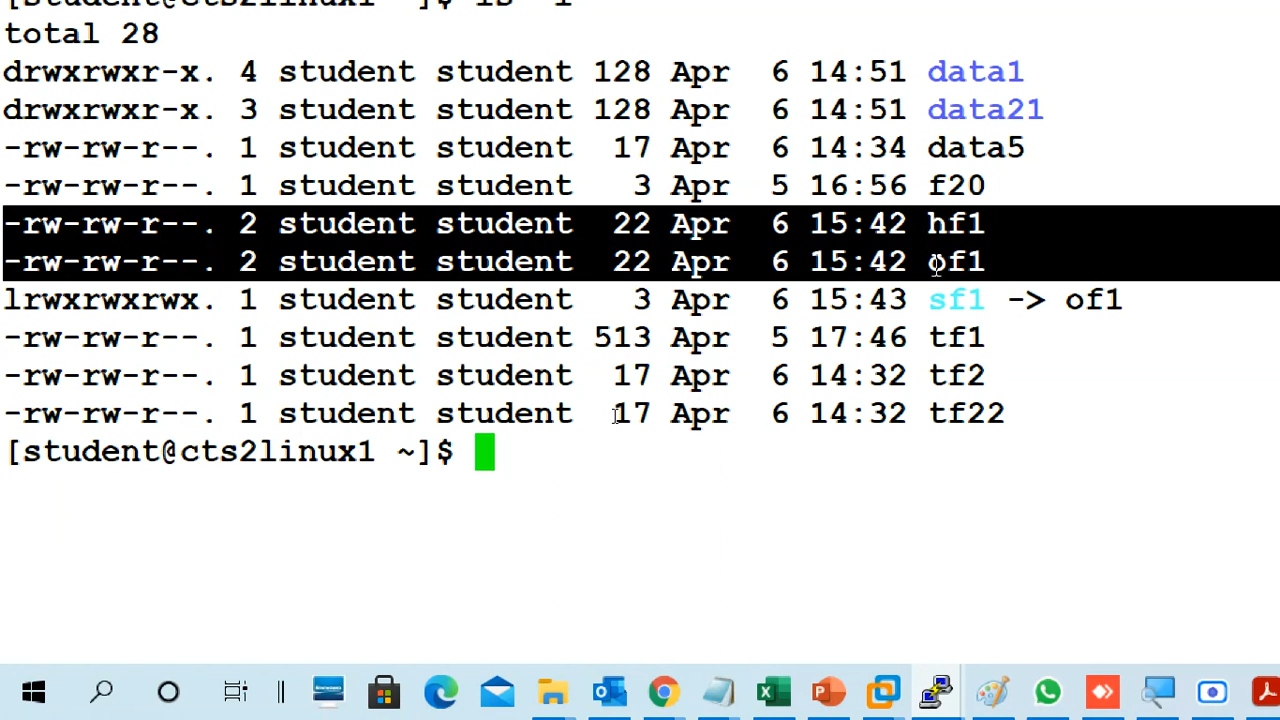 [student@cts2linux1 ~]$ ls -l
total 28
drwxrwxr-x. 4 student student 128 Apr  6 14:51 data1
drwxrwxr-x. 3 student student 128 Apr  6 14:51 data21
-rw-rw-r--. 1 student student  17 Apr  6 14:34 data5
-rw-rw-r--. 1 student student   3 Apr  5 16:56 f20
-rw-rw-r--. 2 student student  22 Apr  6 15:42 hf1
-rw-rw-r--. 2 student student  22 Apr  6 15:42 of1
lrwxrwxrwx. 1 student student   3 Apr  6 15:43 sf1 -> of1
-rw-rw-r--. 1 student student 513 Apr  5 17:46 tf1
-rw-rw-r--. 1 student student  17 Apr  6 14:32 tf2
-rw-rw-r--. 1 student student  17 Apr  6 14:32 tf22
[student@cts2linux1 ~]$